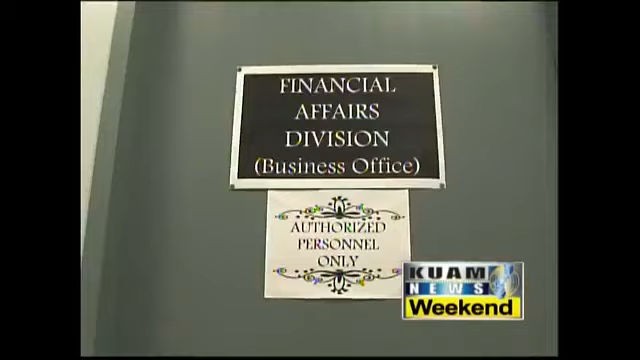 FINANCIAL
AFFAIRS
DIVISION
(Business Office)
AUTHORIZED
PERSONNEL
ONLY
KUAM
NEWS
Weekend